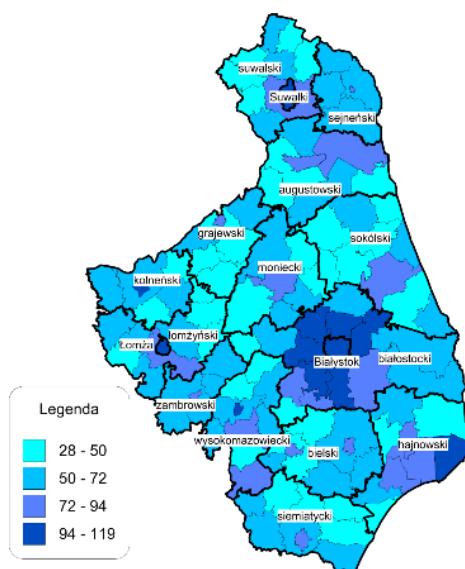 suwalski
Suwałki
sejneński
augustowski
grajewski
sokólski
moniecki
kolneński
Łomża
łomżyński
Białystok
białostocki
zambrowski
wysokomazowiecki
bielski
hajnowski
siemiatycki
Legenda
28 - 50
50 - 72
72 - 94
94 - 119